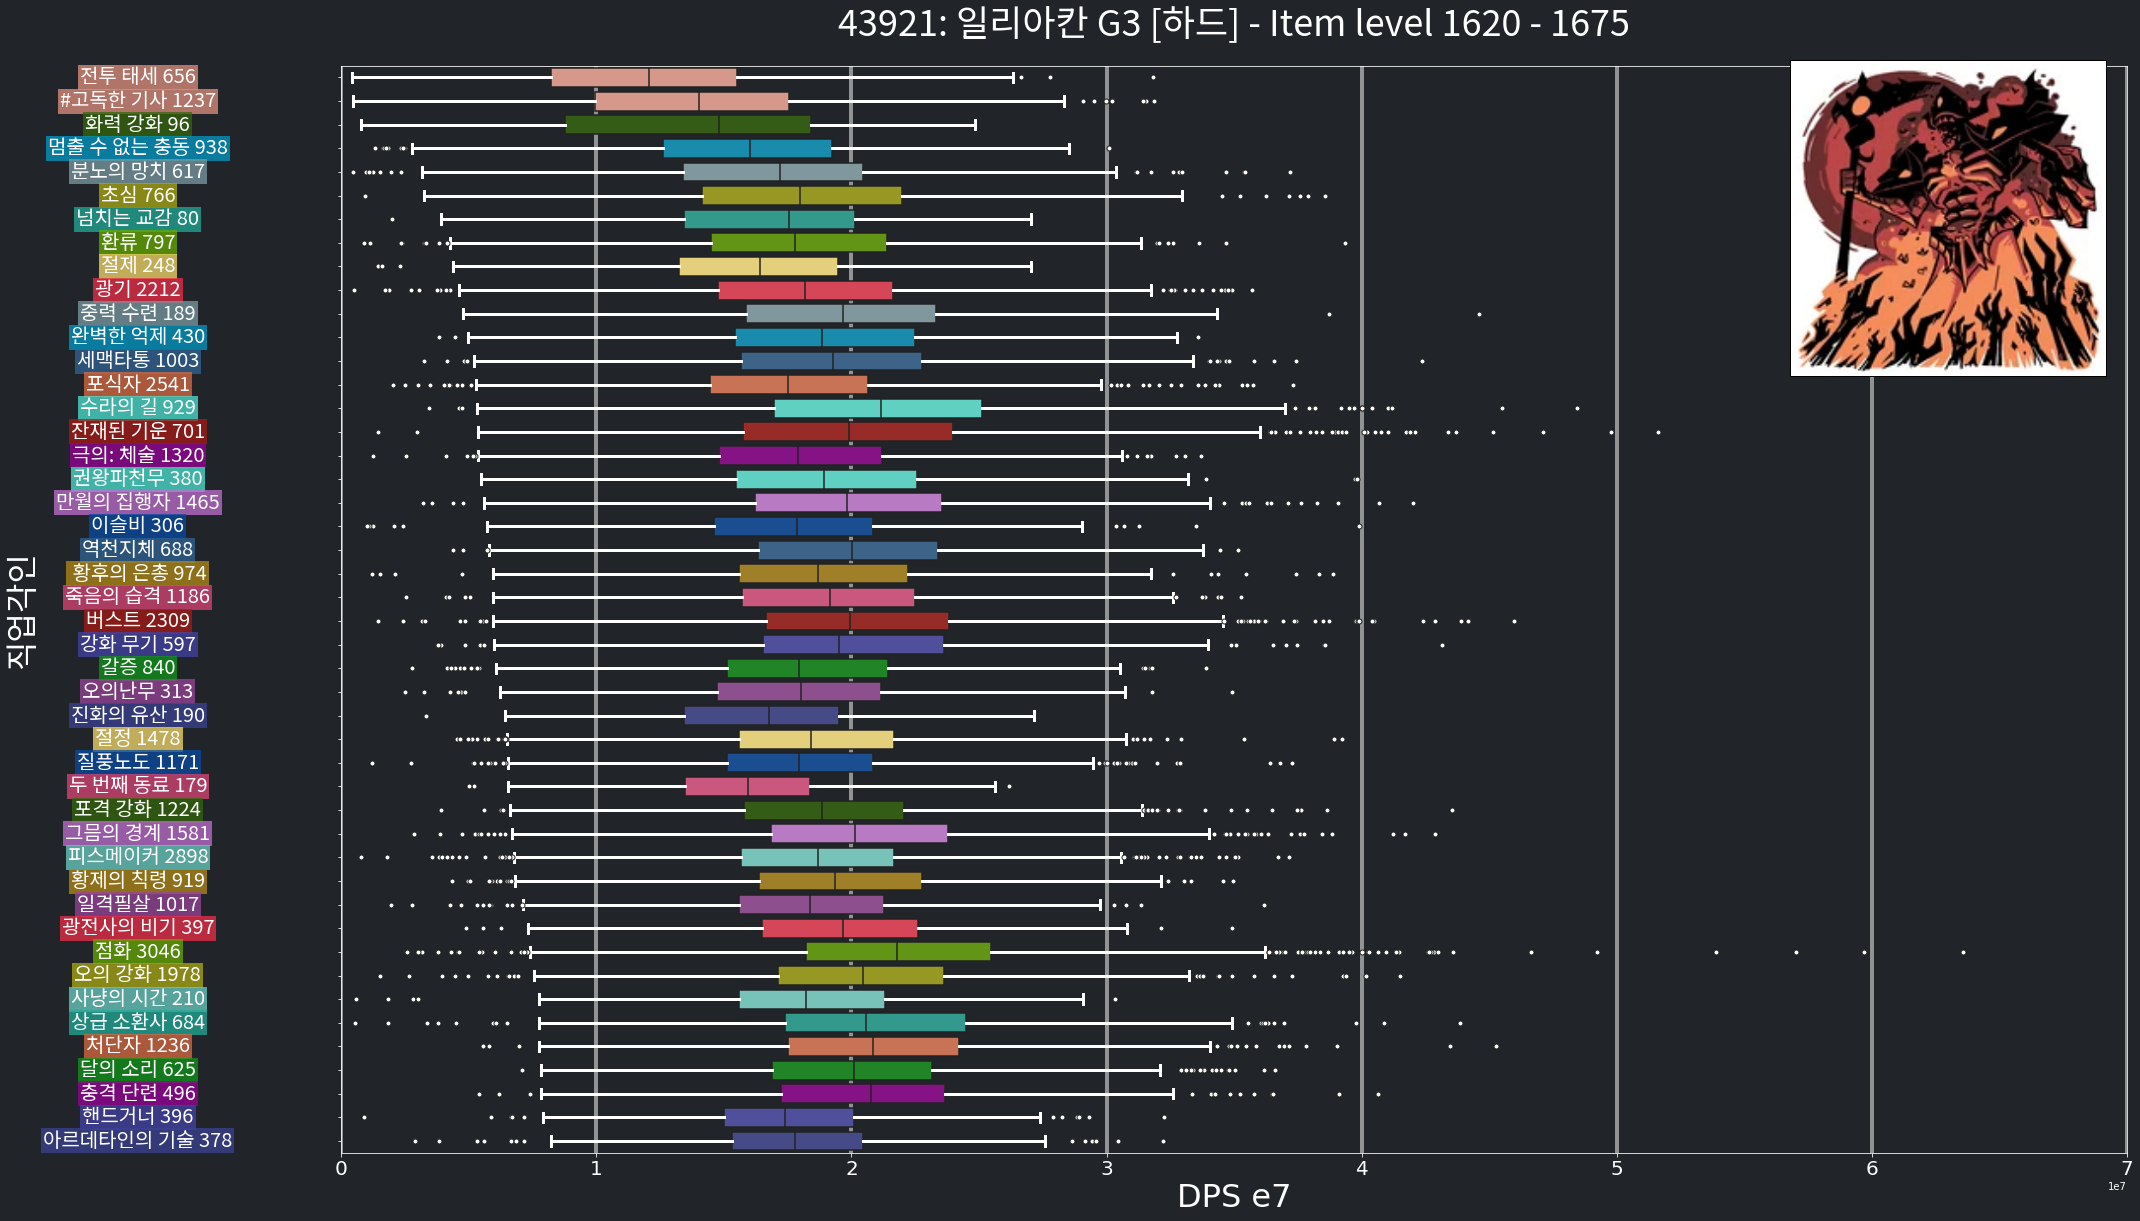 43921: 일리아칸 G3 [하드] - Item level 1620 - 1675
전투 태세 656
#고독한 기사 1237
화력 강화 96
멈출 수 없는 충동 938
분노의 망치 617
초심 766
넘치는 교감 80
환류 797
절제 248
광기 2212
중력 수련 189
완벽한 억제 430
세맥타통 1003
포식자 2541
수라의 길 929
잔재된 기운 701
극의: 체술 1320
권왕파천무 380
만월의 집행자 1465
이슬비 306
역천지체 688
황후의 은총 974
죽음의 습격 1186
버스트 2309
강화 무기 597
갈증 840
오의난무 313
진화의 유산 190
절정 1478
질풍노도 1171
두 번째 동료 179
포격 강화 1224
그믐의 경계 1581
피스메이커 2898
황제의 칙령 919
일격필살 1017
광전사의 비기 397
점화 3046
오의 강화 1978
사냥의 시간 210
상급 소환사 684
처단자 1236
달의 소리 625
충격 단련 496
핸드거너 396
아르데타인의 기술 378
직업각인
0 1 2 3 4 5 6 7
DPS e7
1e7